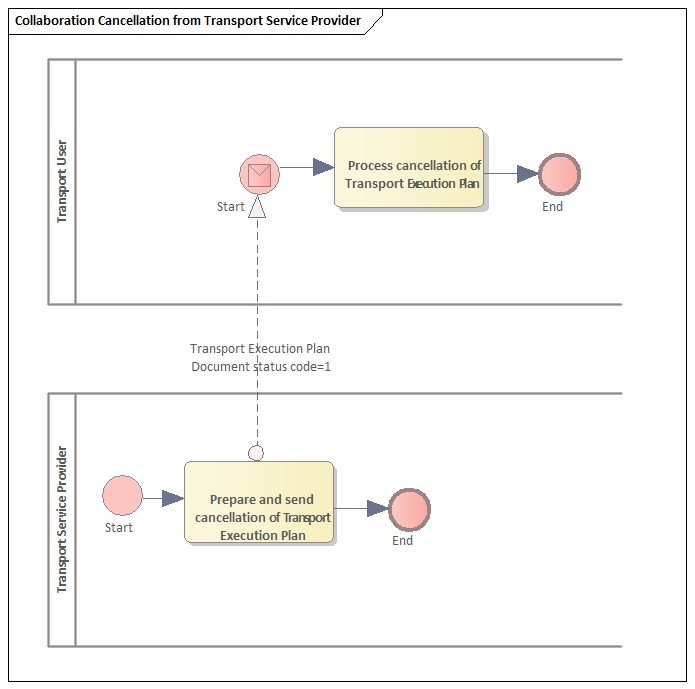 Collaboration Cancellation from Transport Service Provider
Transport User
Process cancellation of
Transport Execution Plan
Start
End
Transport Execution Plan
Document status code=1
Transport Service Provider
Prepare and send
cancellation of Transport
Execution Plan
Start
End